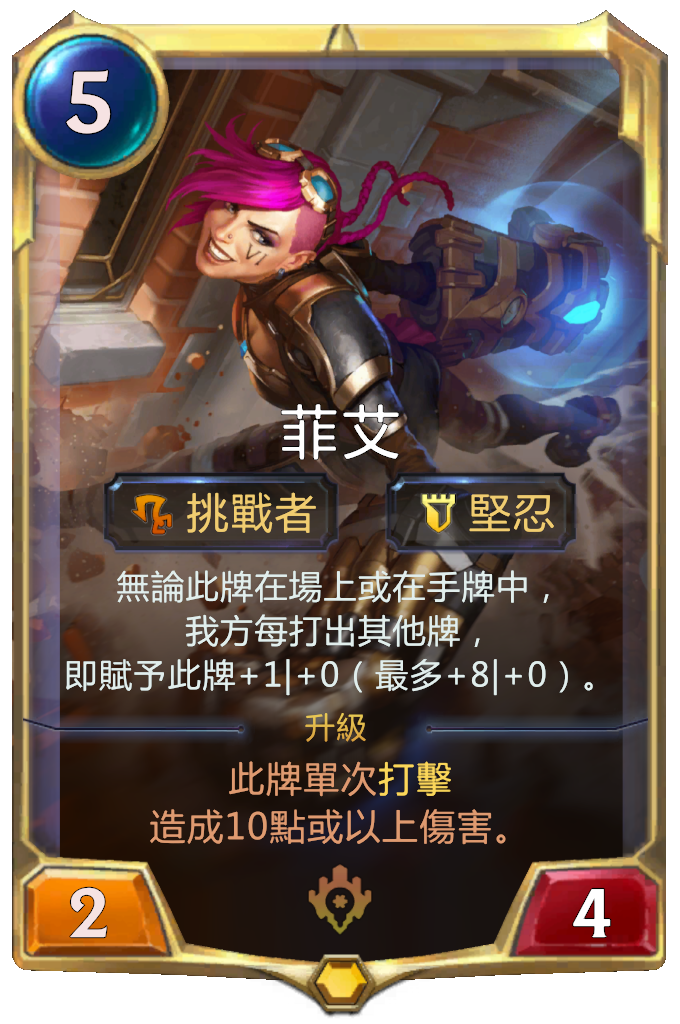 5
VI
菲艾
挑戰者
堅忍
無論此牌在場上或在手牌中，
我方每打出其他牌，
即賦予此牌+1|+0（最多+8|+0）。
升級
此牌單次打擊
造成10點或以上傷害。
2
4